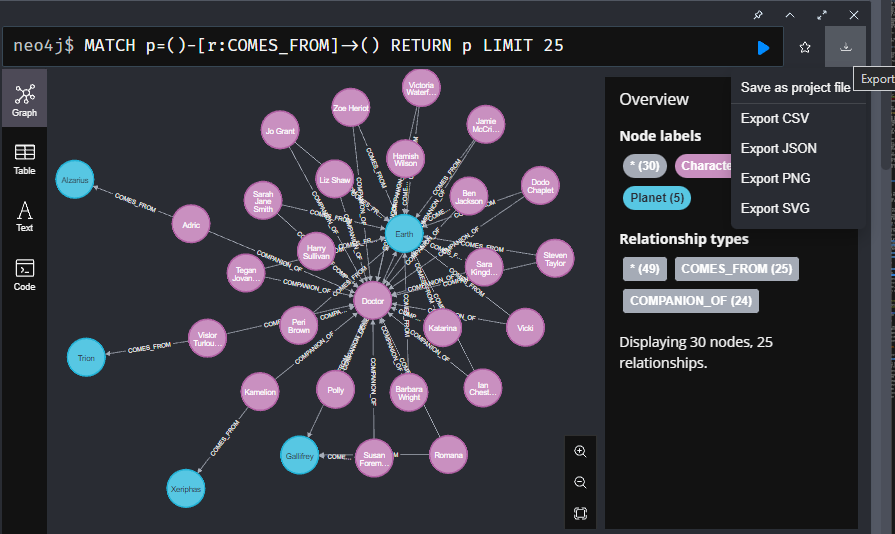 neo4j$ MATCH p=()-[r:COMES_FROM]->() RETURN p LIMIT 25
Export
Save as project file
Export CSV
Export JSON
Export PNG
Export SVG
Graph
Table
Text
Code
Overview
Node labels
* (30)
Characte
Planet (5)
Relationship types
* (49)
COMES_FROM (25)
COMPANION_OF (24)
Displaying 30 nodes, 25
relationships.
Victoria
Waterf...
Zoe Heriot
Jo Grant
Jamie
McCri...
Hamish
Wilson
Liz Shaw
Alzarius
COMES_FROM
Adric
Sarah
Jane
Smith
Ben
Jackson
Dodo
Chaplet
Earth
Harry
Sullivan
Tegan
Jovan...
COMPANION_OF
Sara
Kingd...
Steven
Taylor
Doctor
Peri
Brown
Katarina
Vicki
Vislor
Turlou...
COMES_FROM
Trion
Kamelion
COMPANION_OF
Polly
Barbara
Wright
Ian
Chest...
COMPANION_OF
COMES_FROM
Gallifrey
COME...
Susan
Forem...
Romana
Xeriphas